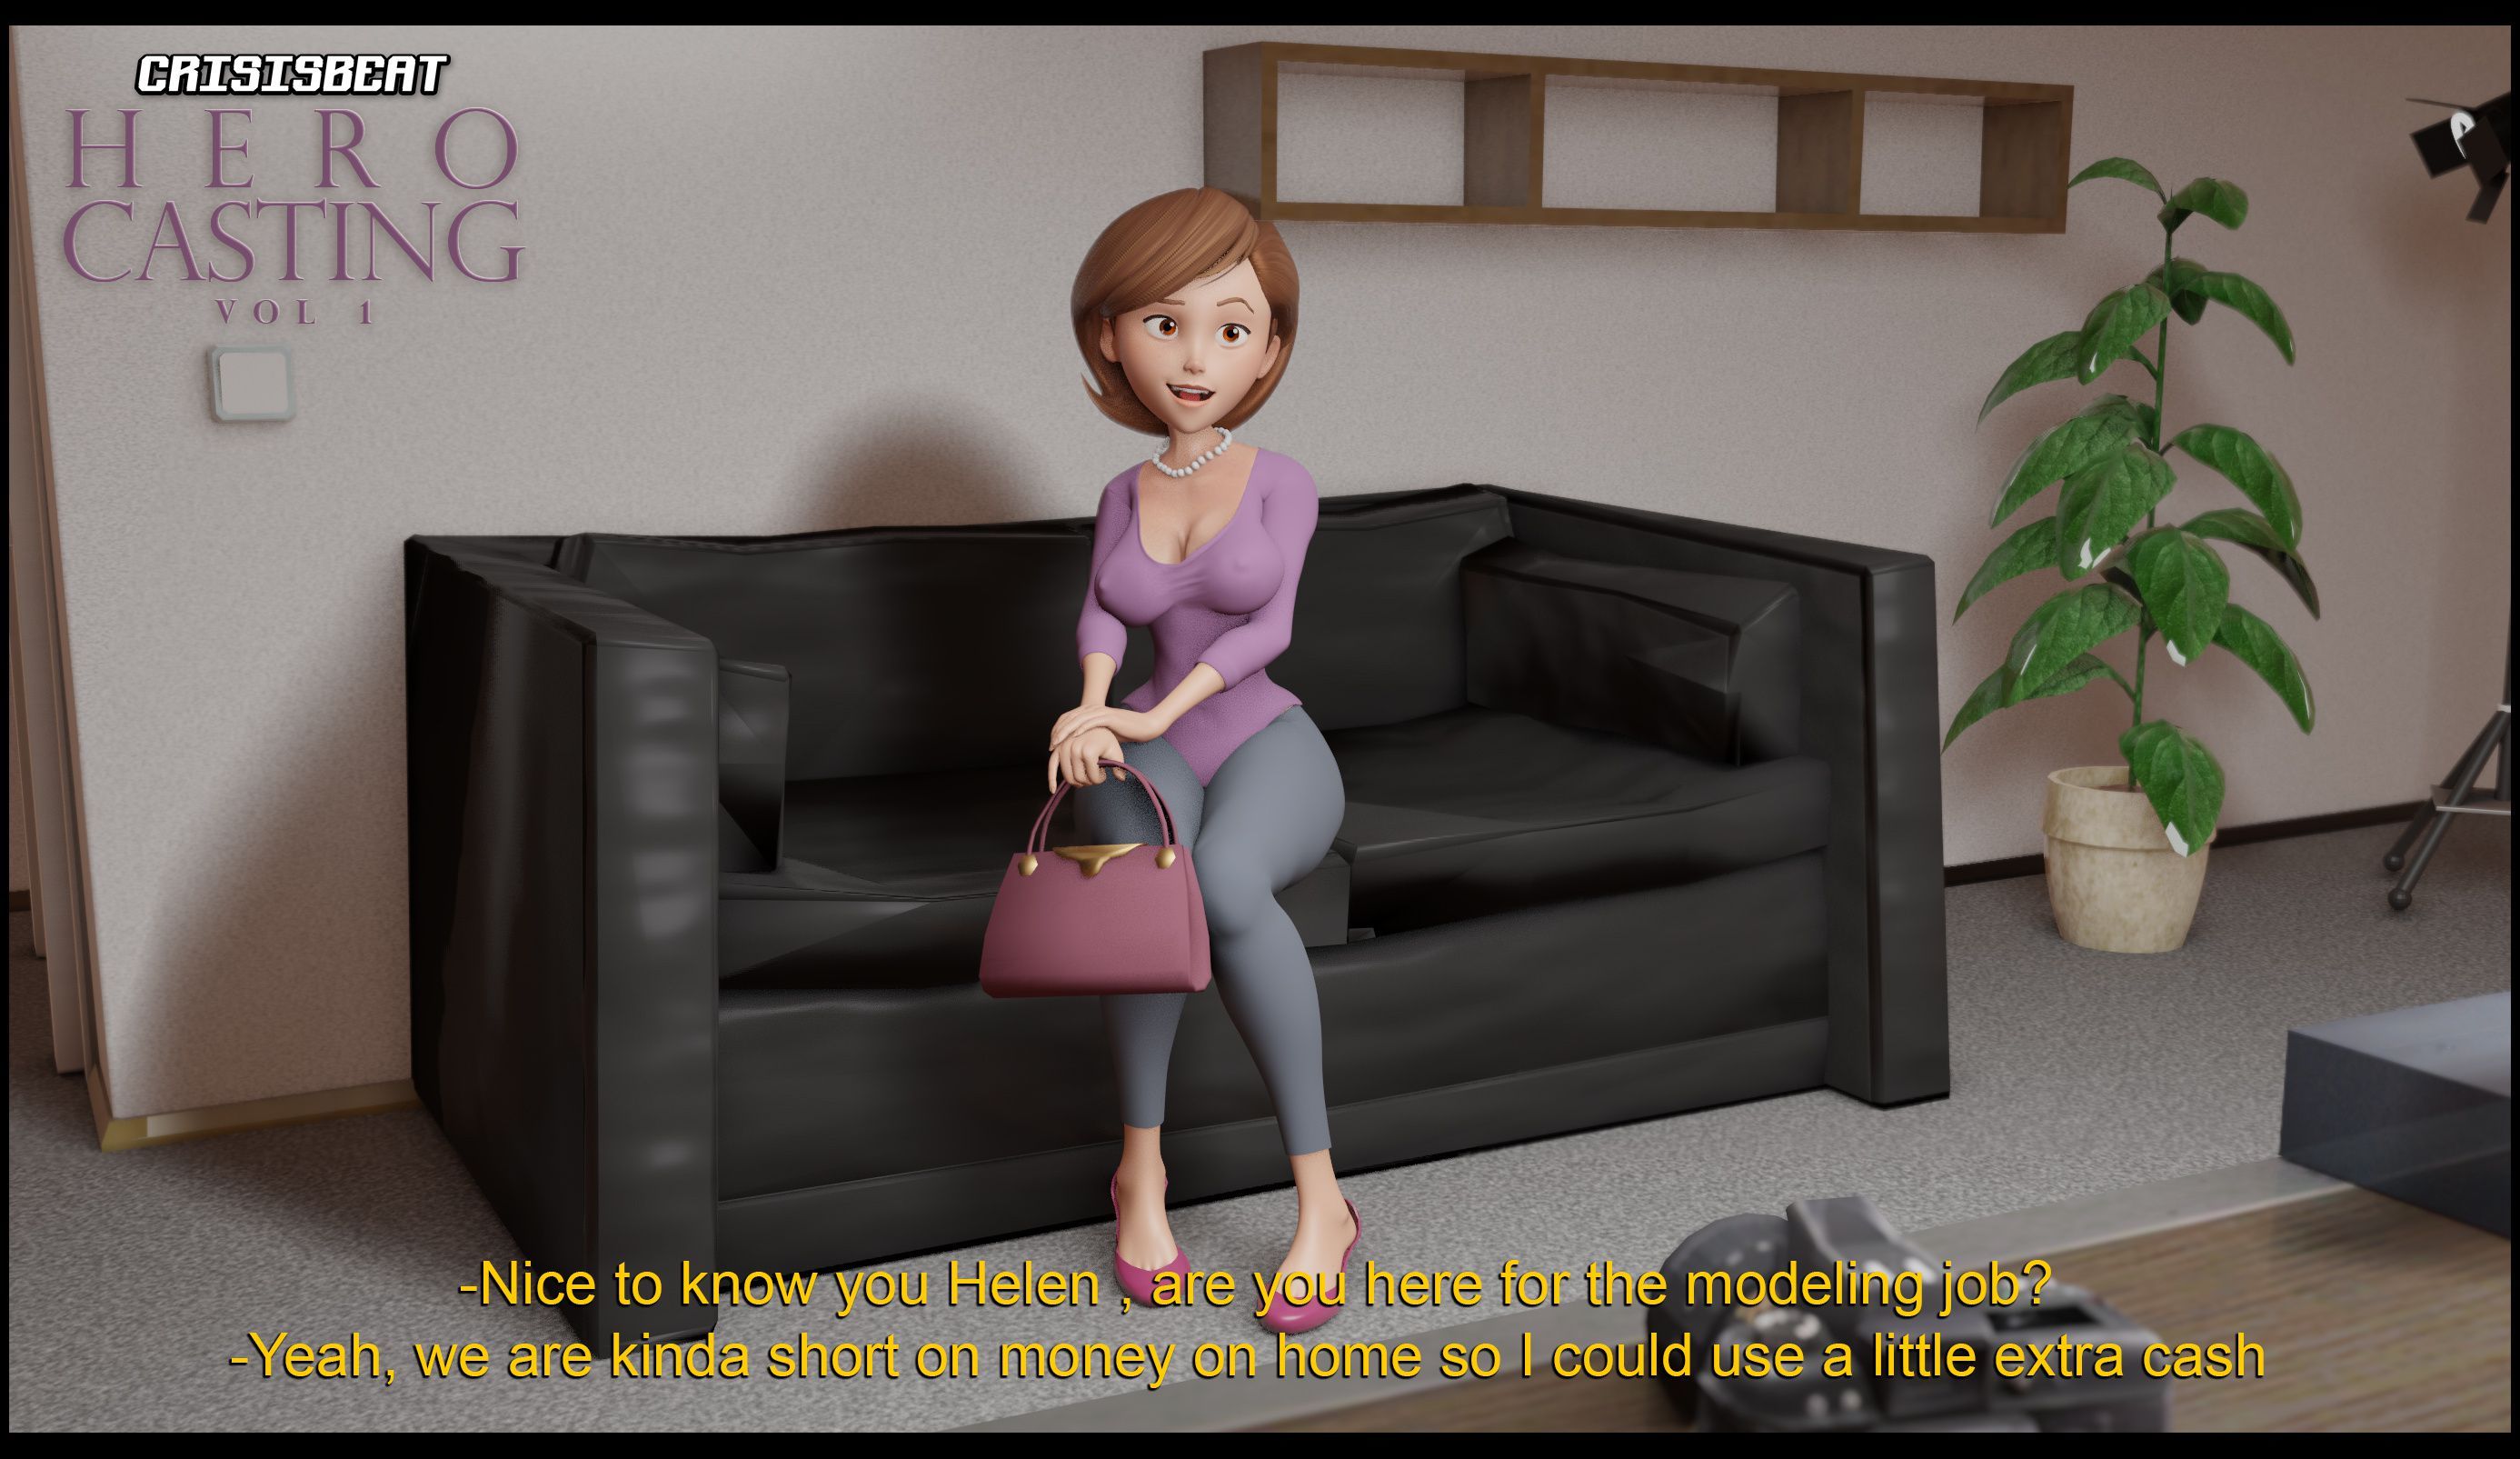 CRISISBEAT
HERO
CASTING
VOL 1
-Nice to know you Helen , are you here for the modeling job?
-Yeah, we are kinda short on money on home so I could use a little extra cash